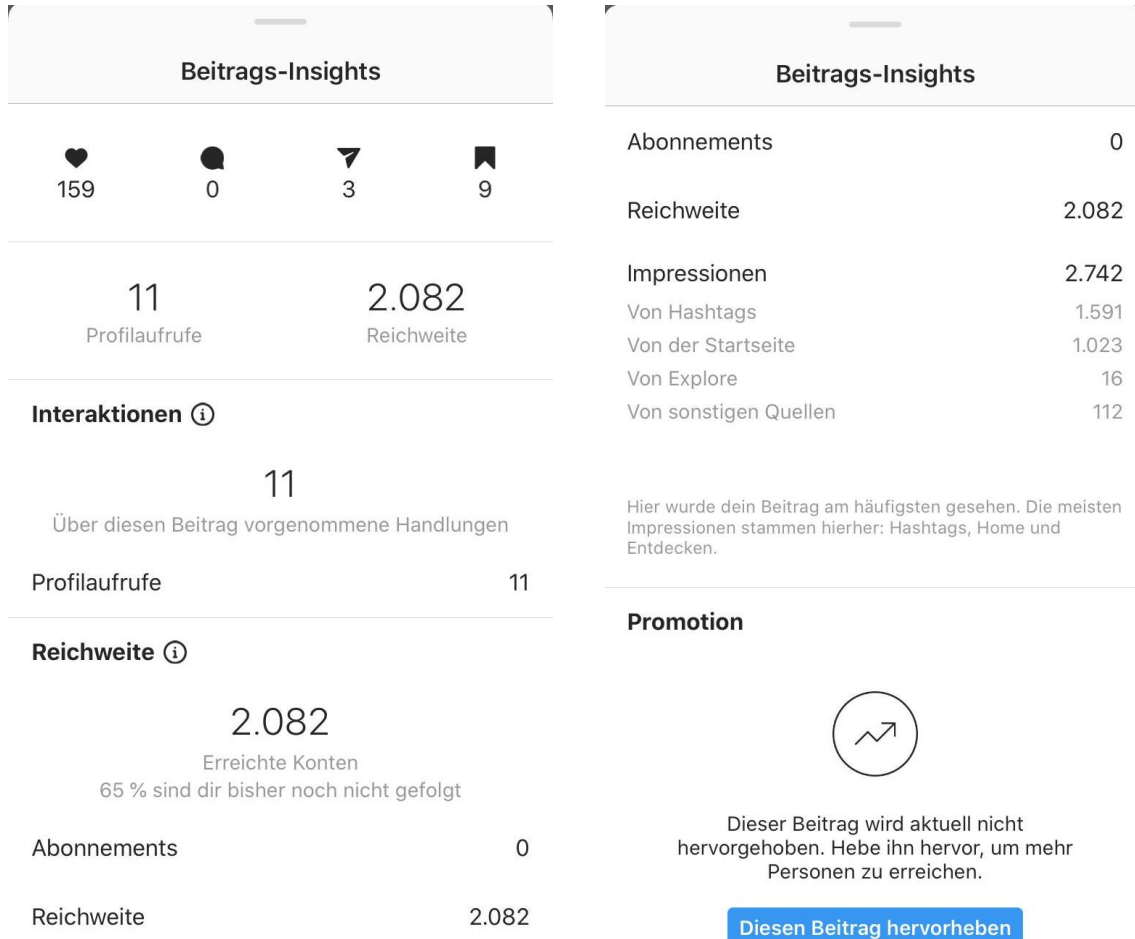 Beitrags-Insights
159 0 3 9
11 2.082
Profilaufrufe Reichweite
Interaktionen
11
Über diesen Beitrag vorgenommene Handlungen
Profilaufrufe 11
Reichweite
2.082
Erreichte Konten
65 % sind dir bisher noch nicht gefolgt
Abonnements 0
Reichweite 2.082
Beitrags-Insights
Abonnements 0
Reichweite 2.082
Impressionen 2.742
Von Hashtags 1.591
Von der Startseite 1.023
Von Explore 16
Von sonstigen Quellen 112
Hier wurde dein Beitrag am häufigsten gesehen. Die meisten
Impressionen stammen hierher: Hashtags, Home und
Entdecken.
Promotion
Dieser Beitrag wird aktuell nicht
hervorgehoben. Hebe ihn hervor, um mehr
Personen zu erreichen.
Diesen Beitrag hervorheben